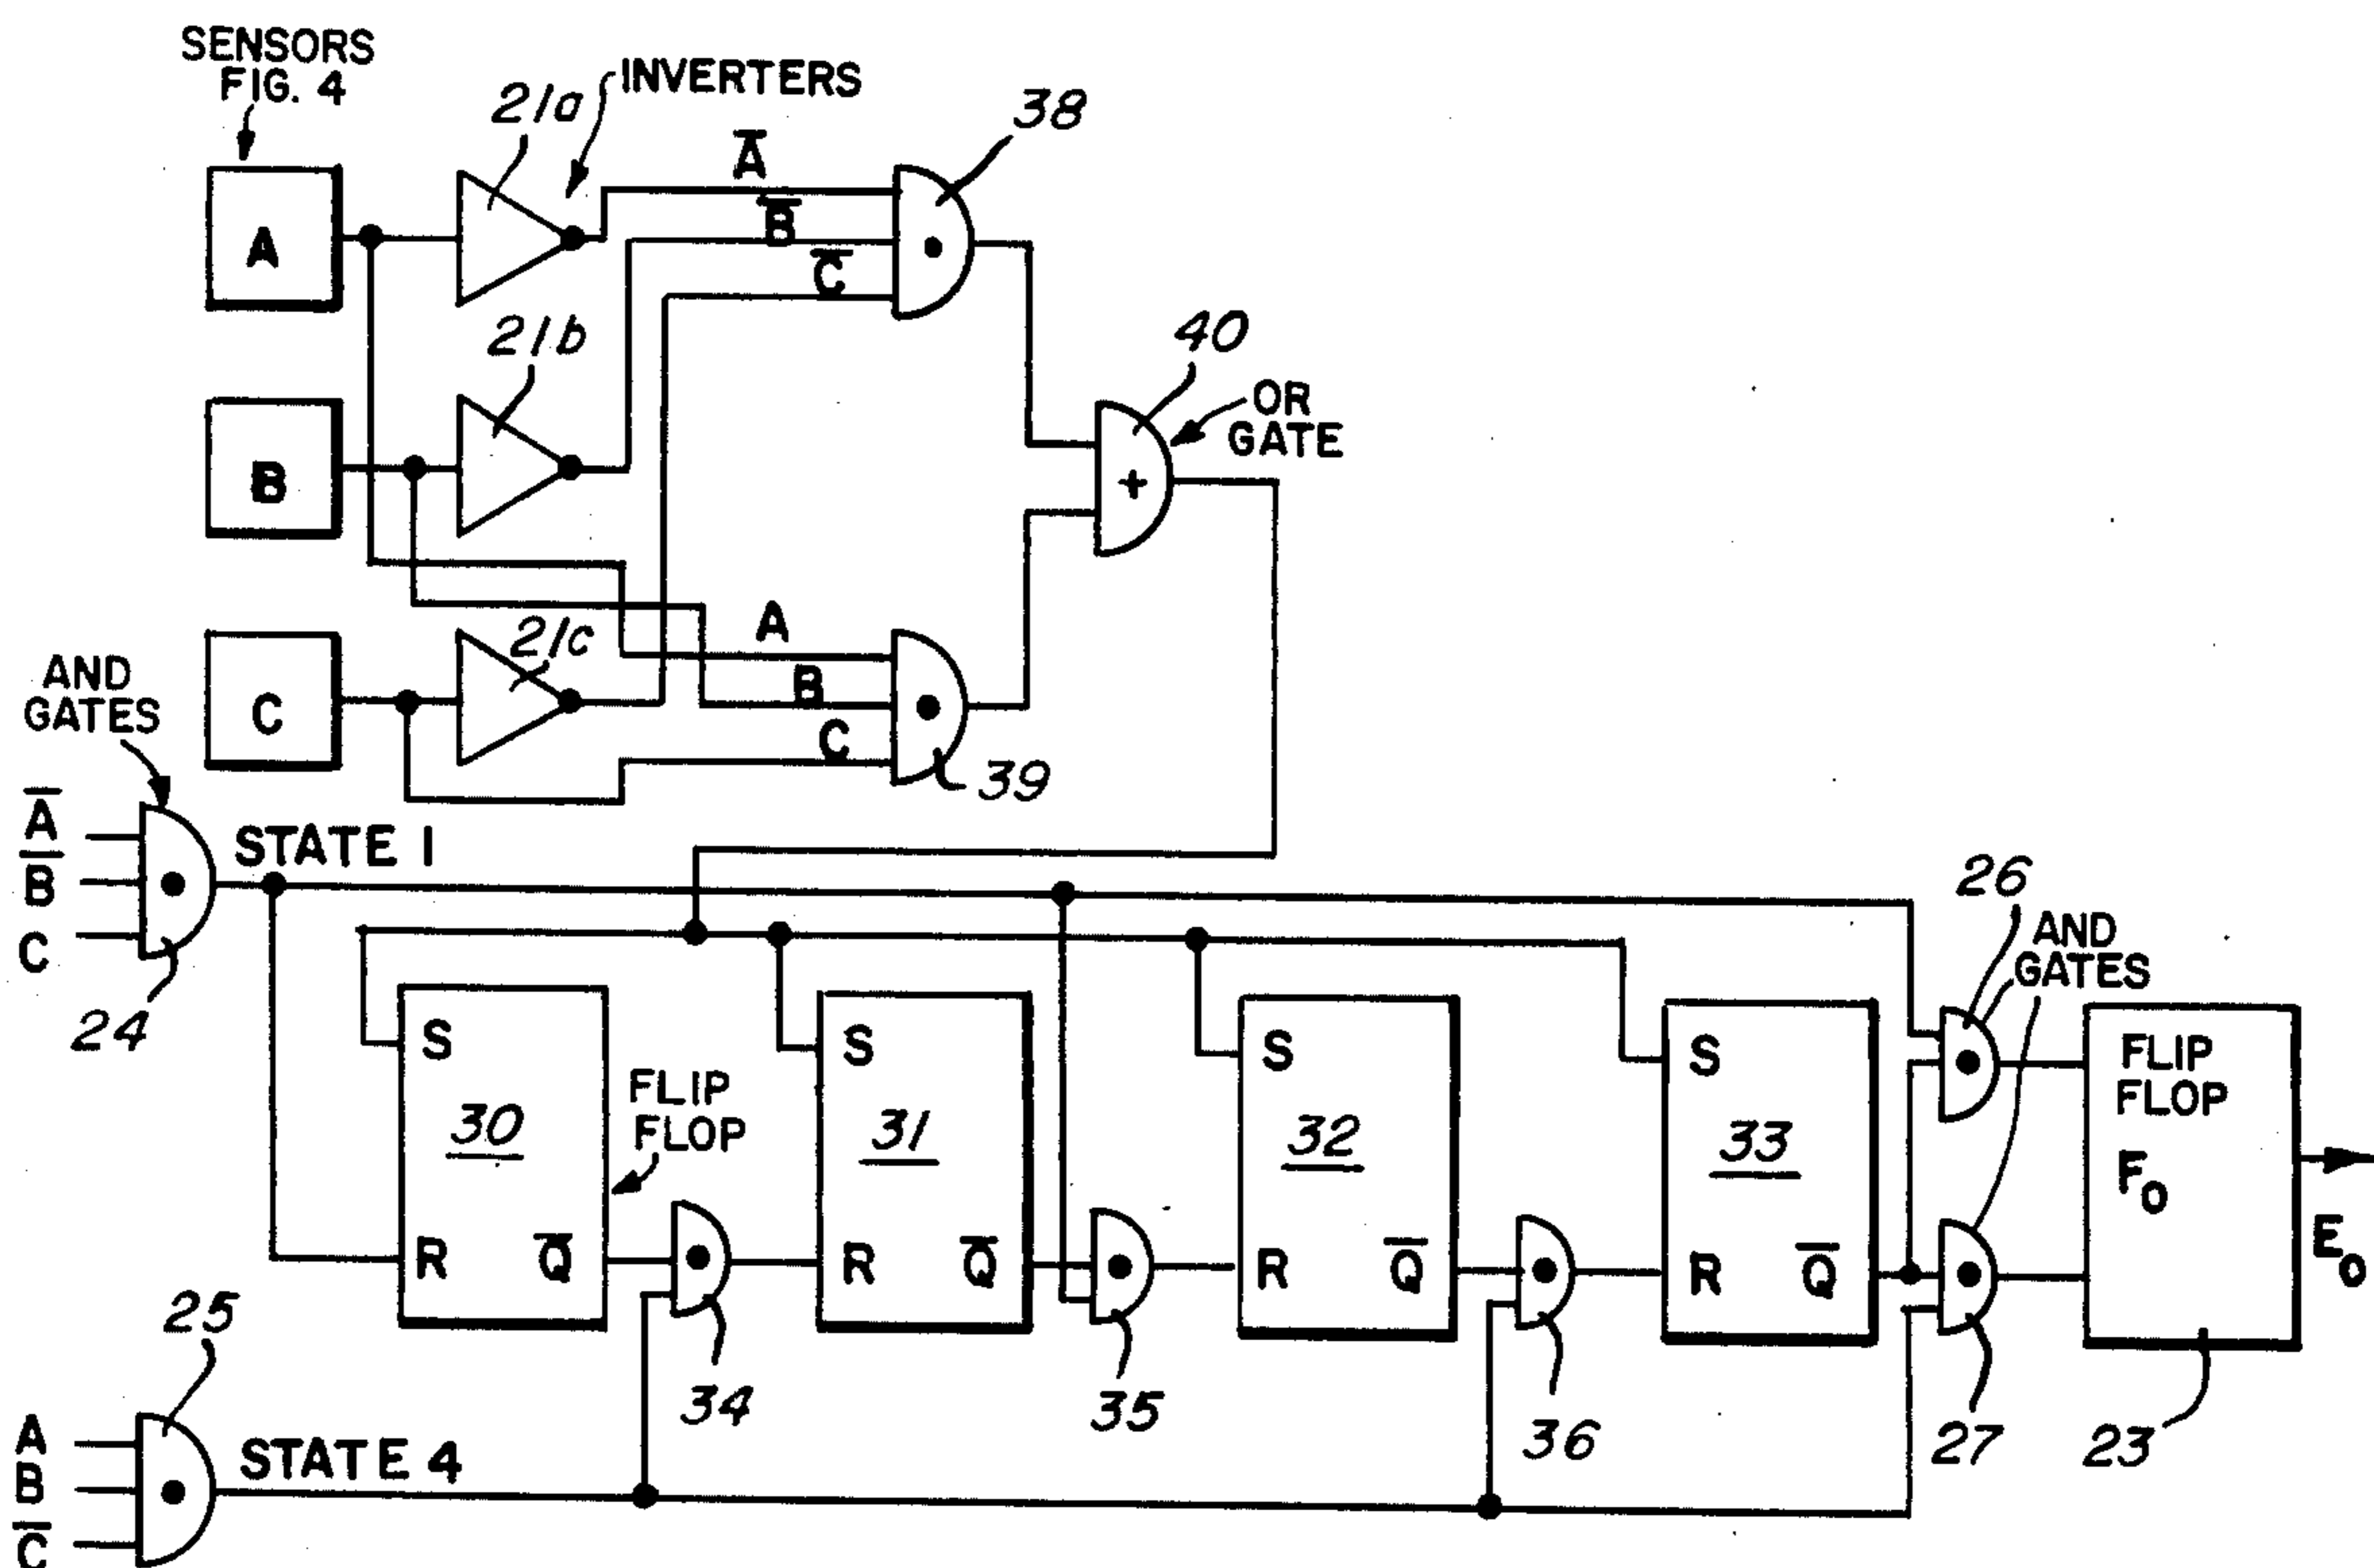 SENSORS
FIG. 4
21a
INVERTERS
38
A̅
B̅
C̅
A
21b
40
OR
GATE
B
+
21c
A
B
C
C
39
AND
GATES
A̅
B̅
C
STATE 1
24
26
AND
GATES
S
30
R
Q̅
FLIP
FLOP
S
31
R
Q̅
S
32
R
Q̅
S
33
R
Q̅
FLIP
FLOP
F₀
E₀
25
34
35
36
27
23
A
B
C̅
STATE 4